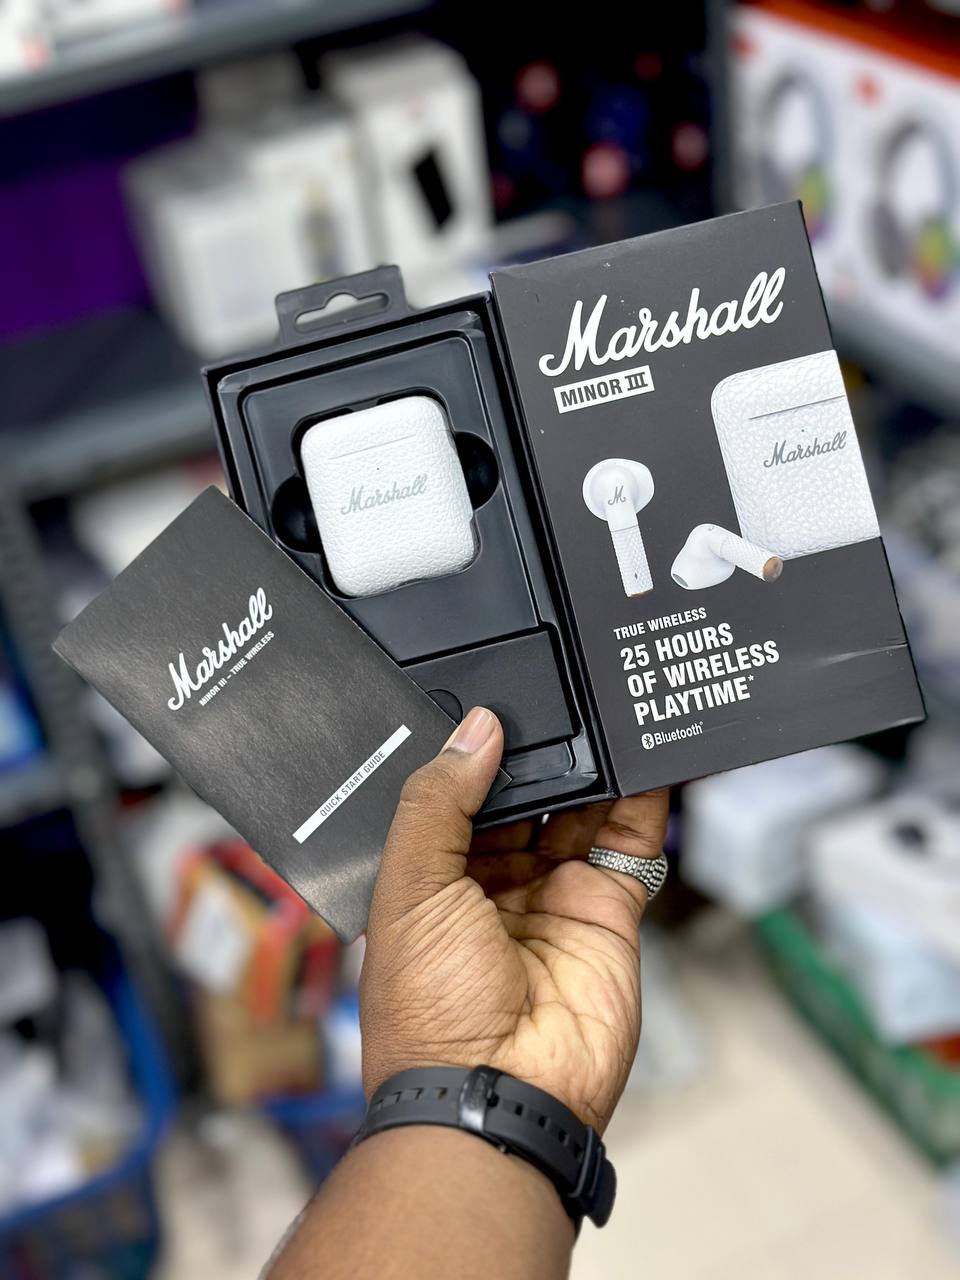 Marshall
MINOR III
Marshall
M
TRUE WIRELESS
25 HOURS
OF WIRELESS
PLAYTIME*
Bluetooth®
Marshall
Marshall
MINOR III – TRUE WIRELESS
QUICK START GUIDE